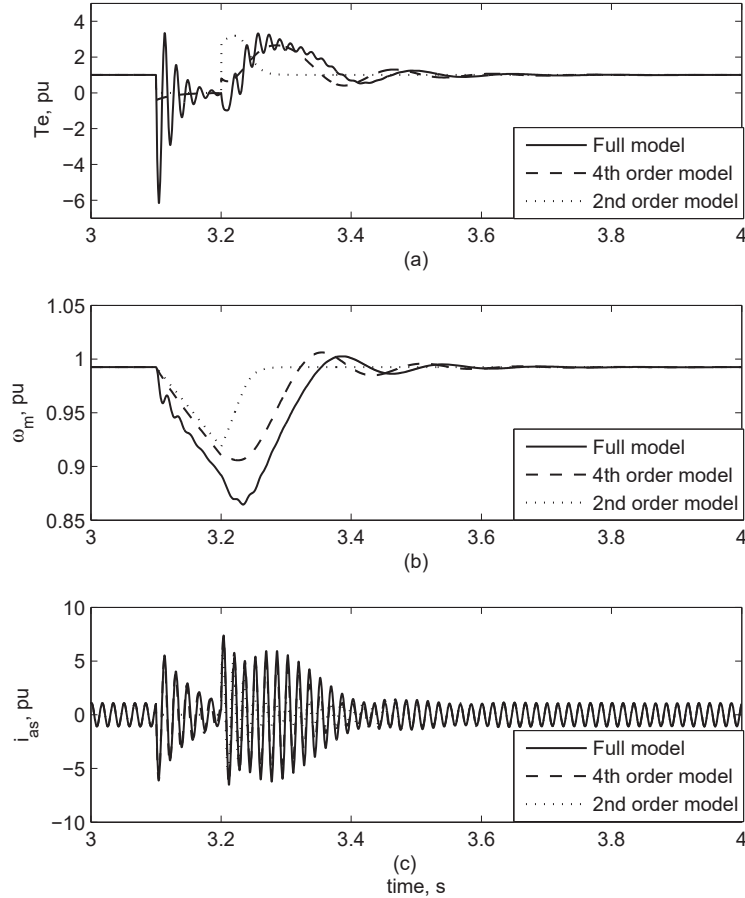 4
2
0
−2
−4
−6
Te, pu
3
3.2
3.4
3.6
3.8
4
Full model
4th order model
2nd order model
(a)
1.05
1
0.95
0.9
0.85
ωm, pu
3
3.2
3.4
3.6
3.8
4
Full model
4th order model
2nd order model
(b)
10
5
0
−5
−10
ias, pu
3
3.2
3.4
3.6
3.8
4
Full model
4th order model
2nd order model
(c)
time, s